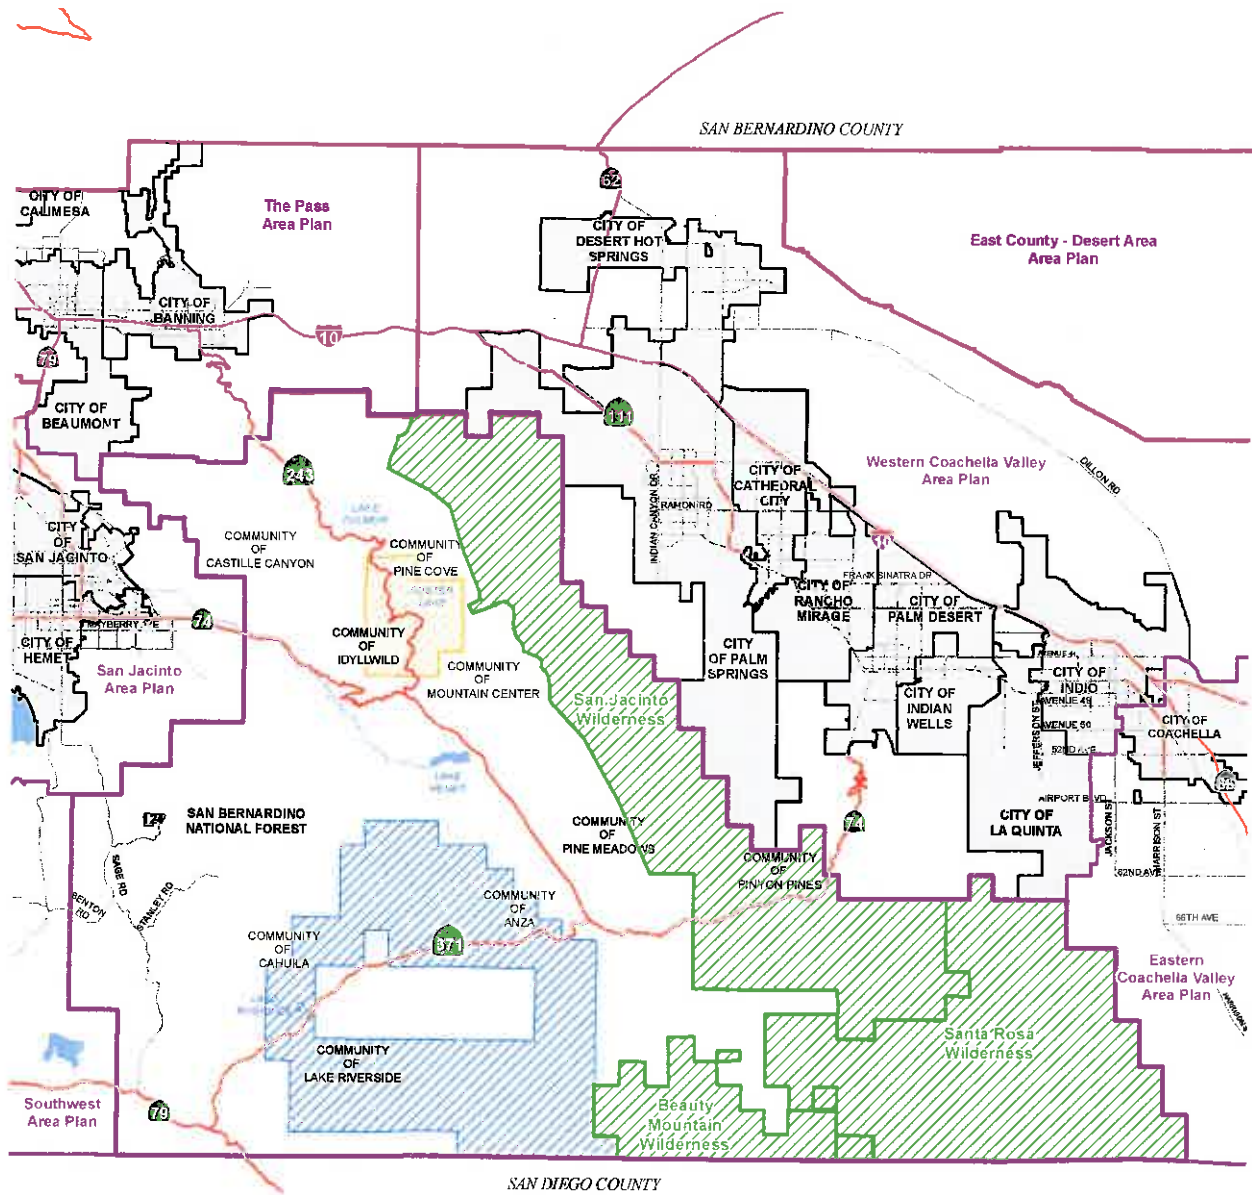 SAN BERNARDINO COUNTY
62
CITY OF
CALIMESA
The Pass
Area Plan
CITY OF
DESERT HOT
SPRINGS
East County - Desert Area
Area Plan
CITY OF
BANNING
10
79
111
CITY OF
BEAUMONT
243
Western Coachella Valley
Area Plan
DILLON RD
CITY OF
CATHEDRAL
CITY
INDIAN CANYON DR
RAMON RD
CITY
OF
SAN JACINTO
COMMUNITY
OF
CASTILLE CANYON
COMMUNITY
OF
PINE COVE
10
FRANK SINATRA DR
CITY OF
RANCHO
MIRAGE
CITY OF
PALM DESERT
74
MAYBERRY AVE
CITY OF
HEMET
San Jacinto
Area Plan
COMMUNITY
OF
IDYLLWILD
COMMUNITY
OF
MOUNTAIN CENTER
CITY
OF PALM
SPRINGS
CITY OF
INDIO
CITY OF
INDIAN
WELLS
AVENUE 50
JEFFERSON ST
52ND AVE
CITY OF
COACHELLA
San Jacinto
Wilderness
LAKE
HEMET
AIRPORT BLVD
CITY OF
LA QUINTA
JACKSON ST
HARRISON ST
SAN BERNARDINO
NATIONAL FOREST
COMMUNITY
OF
PINE MEADOWS
74
COMMUNITY
OF
PINYON PINES
62ND AVE
SAGE RD
BENTON
RD
STANLEY RD
COMMUNITY
OF
ANZA
66TH AVE
COMMUNITY
OF
CAHUILA
371
Eastern
Coachella Valley
Area Plan
Santa Rosa
Wilderness
COMMUNITY
OF
LAKE RIVERSIDE
Southwest
Area Plan
79
Beauty
Mountain
Wilderness
SAN DIEGO COUNTY